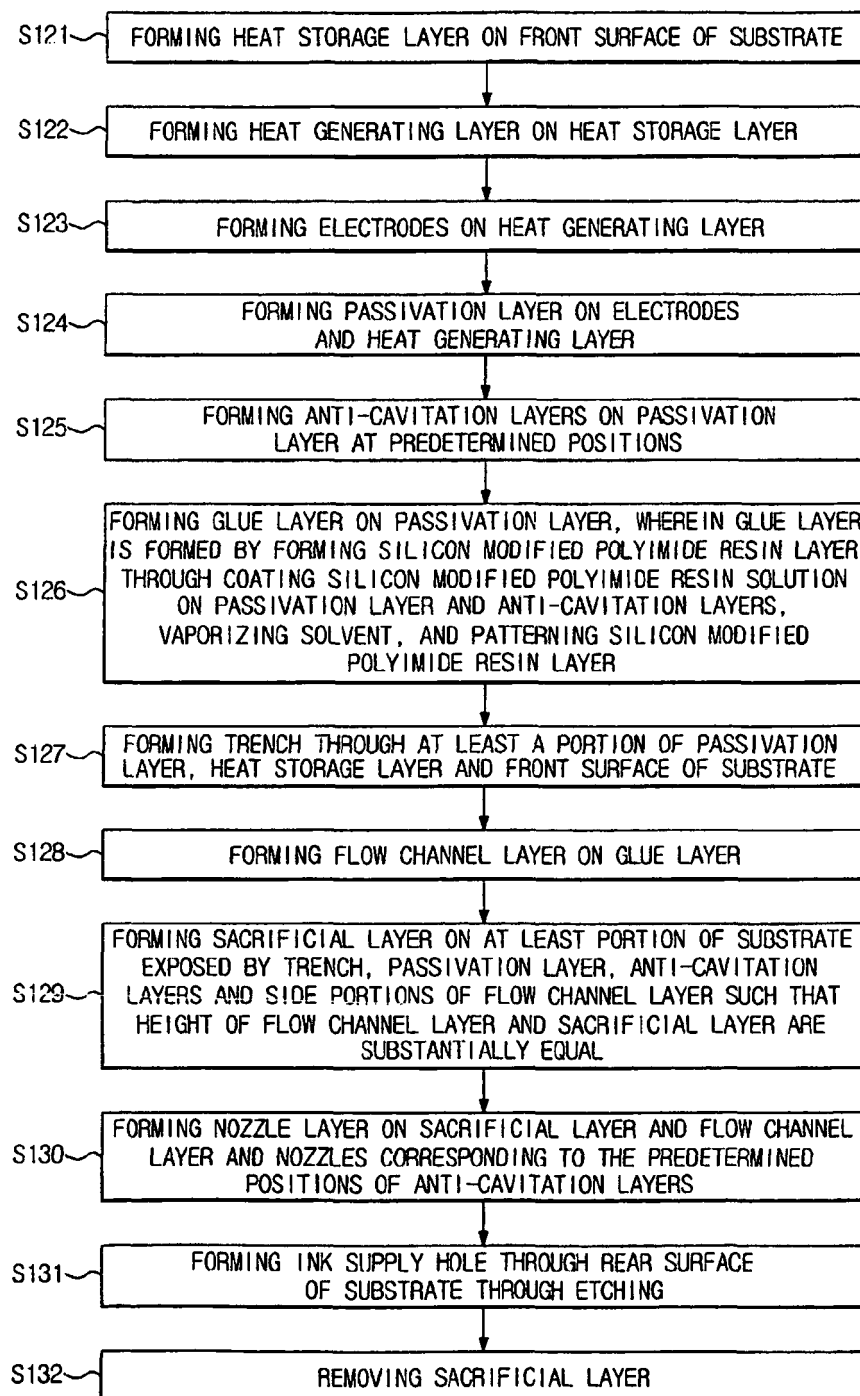 S121 FORMING HEAT STORAGE LAYER ON FRONT SURFACE OF SUBSTRATE
S122 FORMING HEAT GENERATING LAYER ON HEAT STORAGE LAYER
S123 FORMING ELECTRODES ON HEAT GENERATING LAYER
S124 FORMING PASSIVATION LAYER ON ELECTRODES
AND HEAT GENERATING LAYER
S125 FORMING ANTI-CAVITATION LAYERS ON PASSIVATION
LAYER AT PREDETERMINED POSITIONS
S126 FORMING GLUE LAYER ON PASSIVATION LAYER, WHEREIN GLUE LAYER
IS FORMED BY FORMING SILICON MODIFIED POLYIMIDE RESIN LAYER
THROUGH COATING SILICON MODIFIED POLYIMIDE RESIN SOLUTION
ON PASSIVATION LAYER AND ANTI-CAVITATION LAYERS,
VAPORIZING SOLVENT, AND PATTERNING SILICON MODIFIED
POLYIMIDE RESIN LAYER
S127 FORMING TRENCH THROUGH AT LEAST A PORTION OF PASSIVATION
LAYER, HEAT STORAGE LAYER AND FRONT SURFACE OF SUBSTRATE
S128 FORMING FLOW CHANNEL LAYER ON GLUE LAYER
S129 FORMING SACRIFICIAL LAYER ON AT LEAST PORTION OF SUBSTRATE
EXPOSED BY TRENCH, PASSIVATION LAYER, ANTI-CAVITATION
LAYERS AND SIDE PORTIONS OF FLOW CHANNEL LAYER SUCH THAT
HEIGHT OF FLOW CHANNEL LAYER AND SACRIFICIAL LAYER ARE
SUBSTANTIALLY EQUAL
S130 FORMING NOZZLE LAYER ON SACRIFICIAL LAYER AND FLOW CHANNEL
LAYER AND NOZZLES CORRESPONDING TO THE PREDETERMINED
POSITIONS OF ANTI-CAVITATION LAYERS
S131 FORMING INK SUPPLY HOLE THROUGH REAR SURFACE
OF SUBSTRATE THROUGH ETCHING
S132 REMOVING SACRIFICIAL LAYER